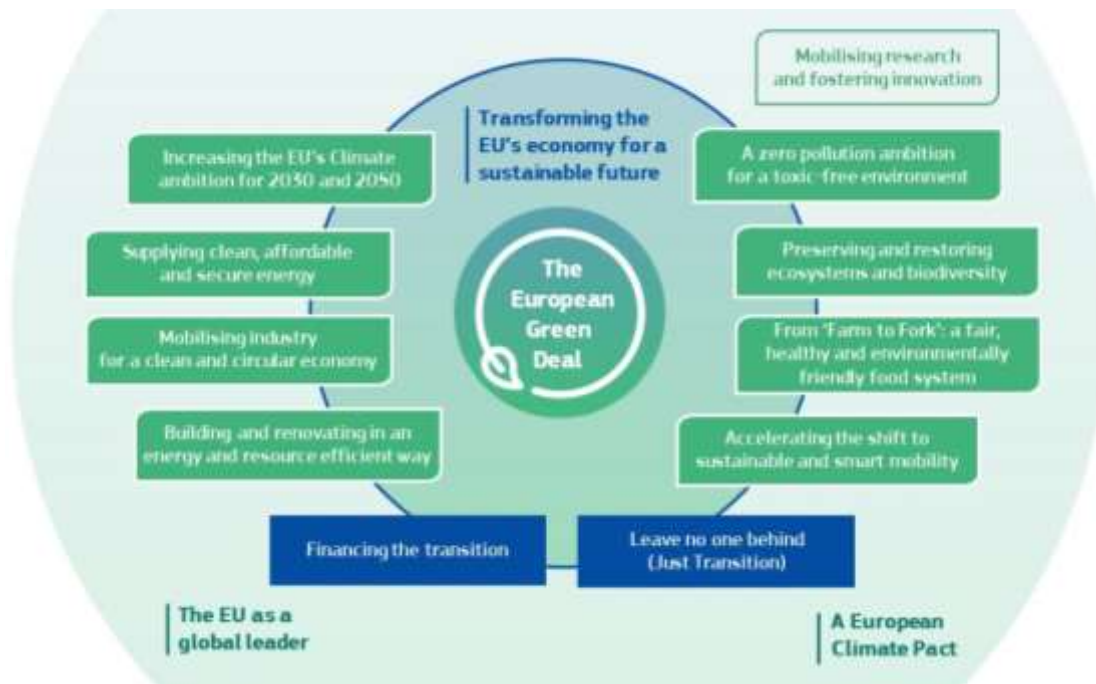 Mobilising research
and fostering innovation
Transforming the
EU's economy for a
sustainable future
Increasing the EU's Climate
ambition for 2030 and 2050
A zero pollution ambition
for a toxic-free environment
Supplying clean, affordable
and secure energy
Preserving and restoring
ecosystems and biodiversity
The
European
Green
Deal
Mobilising industry
for a clean and circular economy
From 'Farm to Fork': a fair,
healthy and environmentally
friendly food system
Building and renovating in an
energy and resource efficient way
Accelerating the shift to
sustainable and smart mobility
Financing the transition
Leave no one behind
(Just Transition)
The EU as a
global leader
A European
Climate Pact